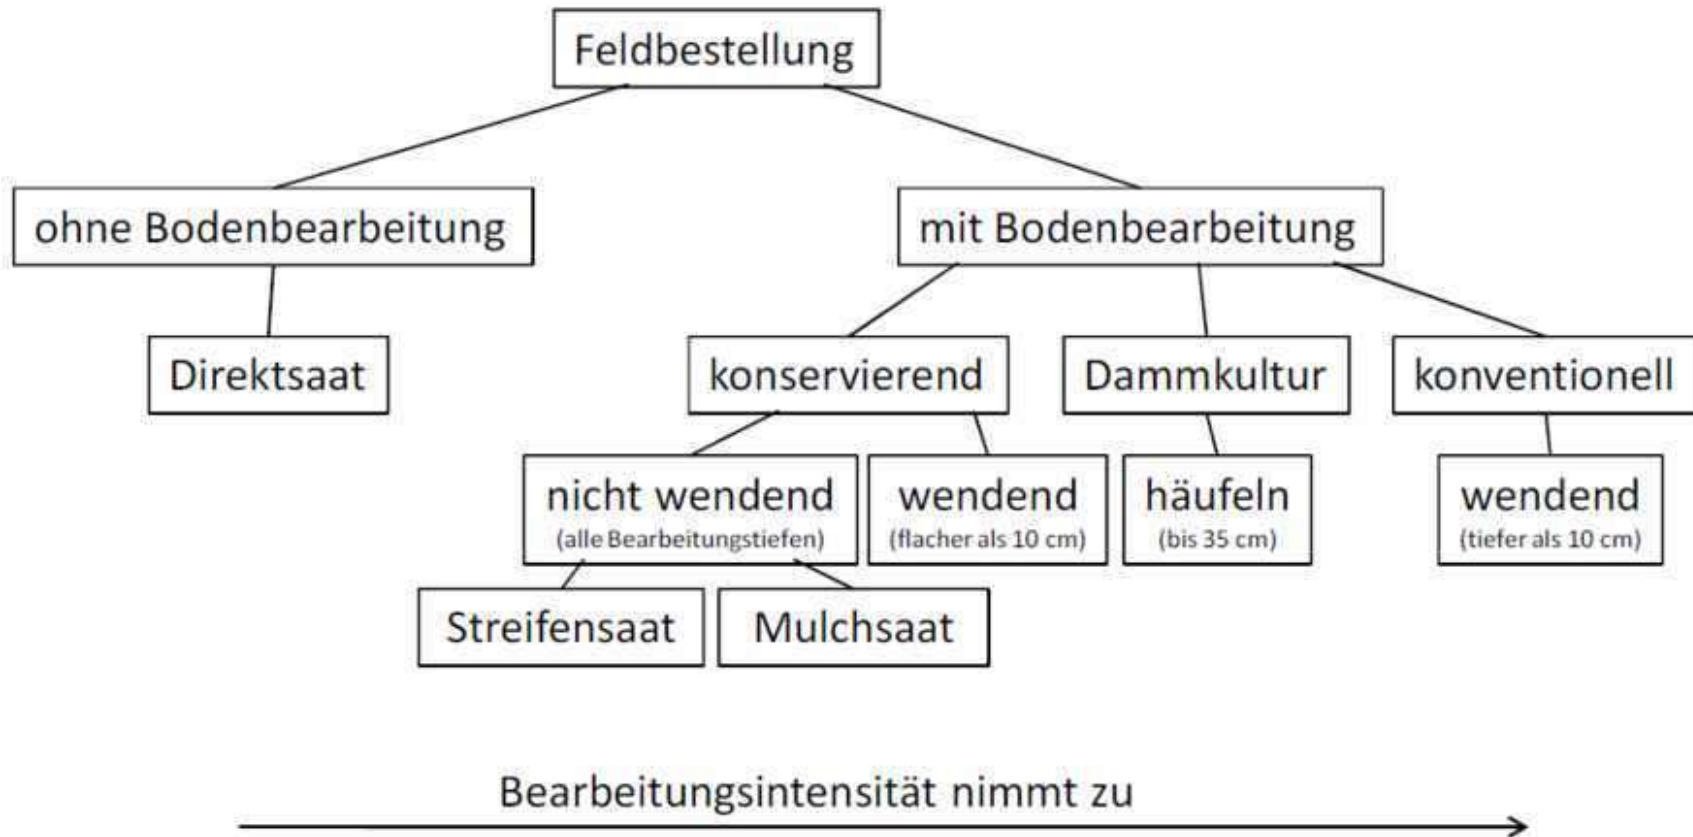 Feldbestellung
ohne Bodenbearbeitung
mit Bodenbearbeitung
Direktsaat
konservierend
Dammkultur
konventionell
nicht wendend
(alle Bearbeitungstiefen)
wendend
(flacher als 10 cm)
häufeln
(bis 35 cm)
wendend
(tiefer als 10 cm)
Streifensaat
Mulchsaat
Bearbeitungsintensität nimmt zu